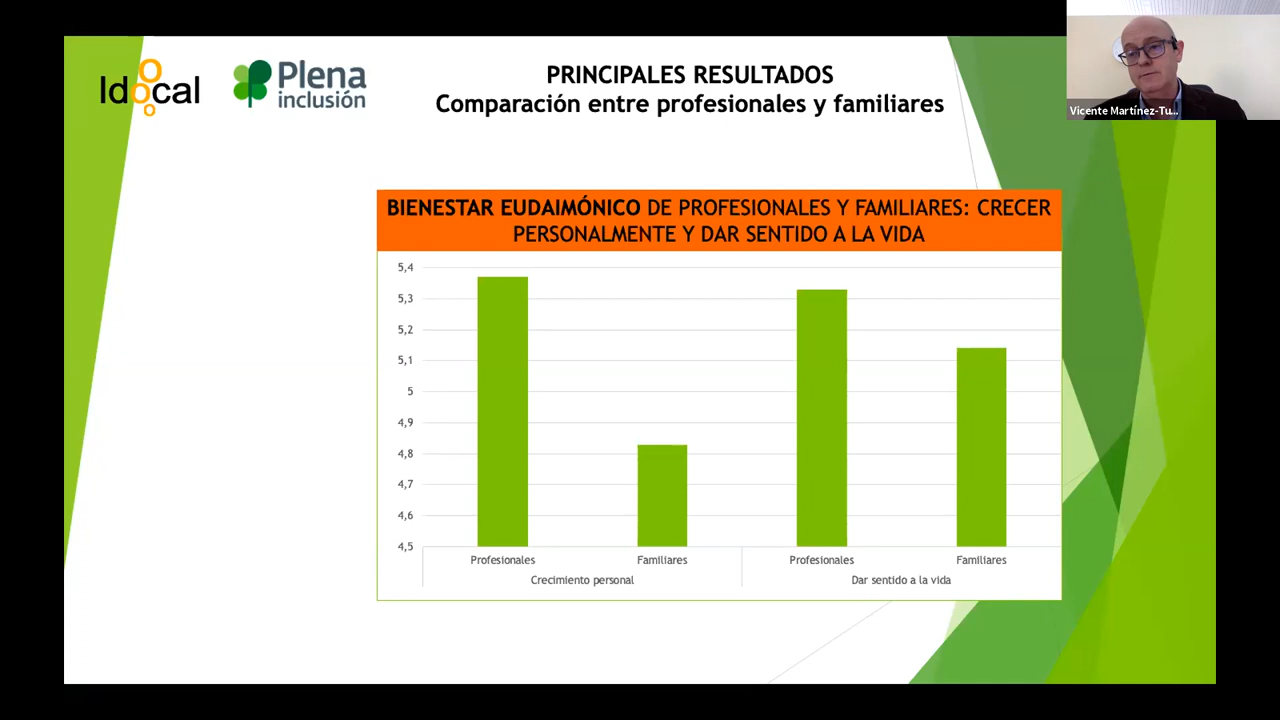 Idocal
Plena
inclusión
PRINCIPALES RESULTADOS
Comparación entre profesionales y familiares
Vicente Martínez-Tu...
BIENESTAR EUDAIMÓNICO DE PROFESIONALES Y FAMILIARES: CRECER
PERSONALMENTE Y DAR SENTIDO A LA VIDA
5,4
5,3
5,2
5,1
5
4,9
4,8
4,7
4,6
4,5
Profesionales Familiares Profesionales Familiares
Crecimiento personal Dar sentido a la vida